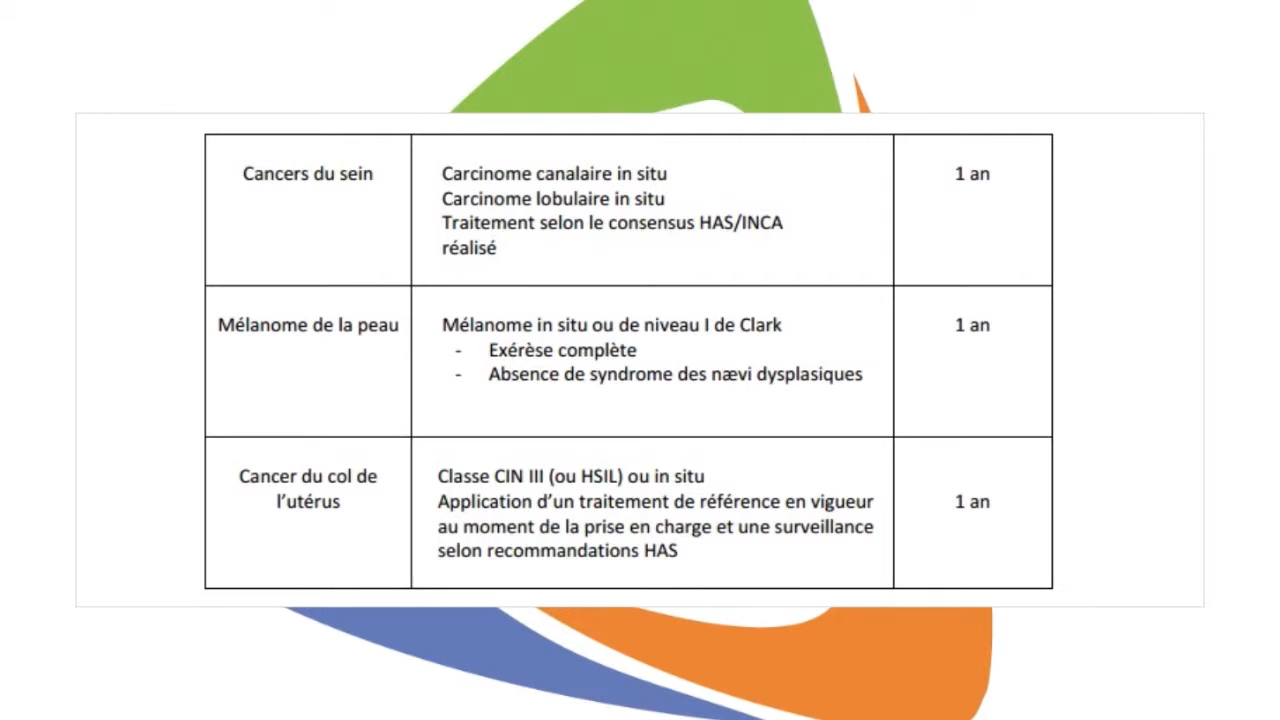 Cancers du sein
Carcinome canalaire in situ
Carcinome lobulaire in situ
Traitement selon le consensus HAS/INCA
réalisé
1 an
Mélanome de la peau
Mélanome in situ ou de niveau I de Clark
- Exérèse complète
- Absence de syndrome des nævi dysplasiques
1 an
Cancer du col de
l’utérus
Classe CIN III (ou HSIL) ou in situ
Application d’un traitement de référence en vigueur
au moment de la prise en charge et une surveillance
selon recommandations HAS
1 an